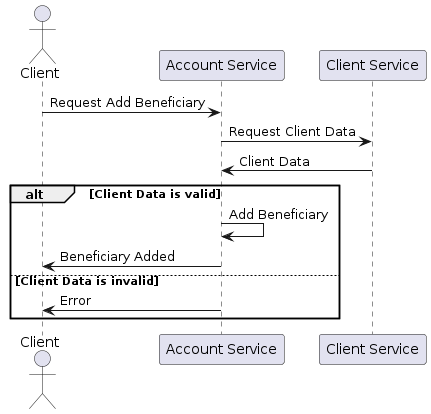 Client
Account Service
Client Service
Request Add Beneficiary
Request Client Data
Client Data
alt [Client Data is valid]
Add Beneficiary
Beneficiary Added
[Client Data is invalid]
Error
Client
Account Service
Client Service